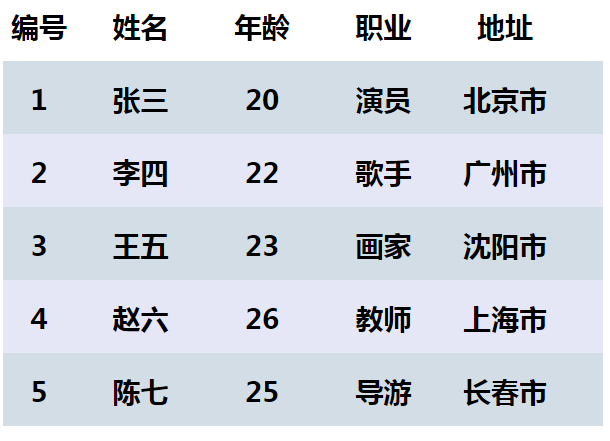 编号 姓名 年龄 职业 地址
1 张三 20 演员 北京市
2 李四 22 歌手 广州市
3 王五 23 画家 沈阳市
4 赵六 26 教师 上海市
5 陈七 25 导游 长春市